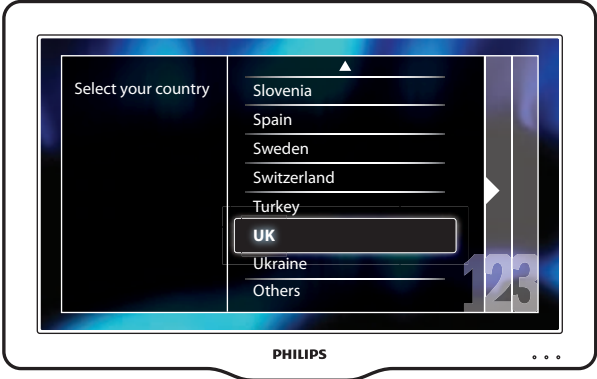 Select your country
Slovenia
Spain
Sweden
Switzerland
Turkey
UK
Ukraine
Others
123
PHILIPS